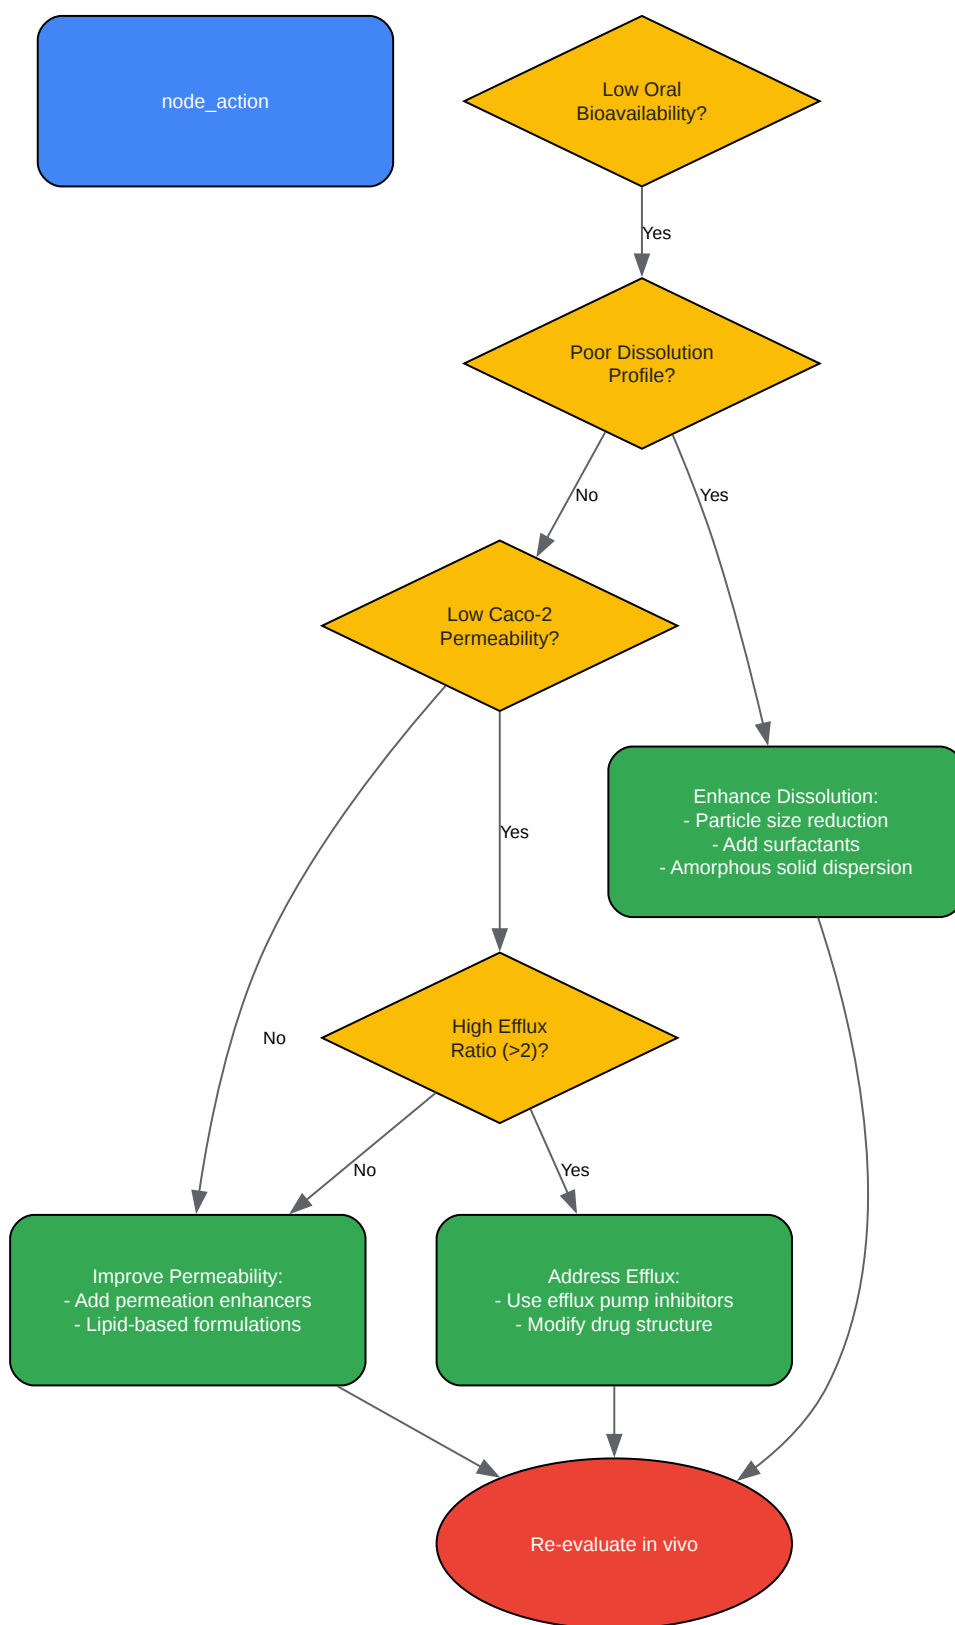 node_action
Low Oral
Bioavailability?
Yes
Poor Dissolution
Profile?
No
Yes
Low Caco-2
Permeability?
Yes
Enhance Dissolution:
- Particle size reduction
- Add surfactants
- Amorphous solid dispersion
No
High Efflux
Ratio (>2)?
No
Yes
Improve Permeability:
- Add permeation enhancers
- Lipid-based formulations
Address Efflux:
- Use efflux pump inhibitors
- Modify drug structure
Re-evaluate in vivo